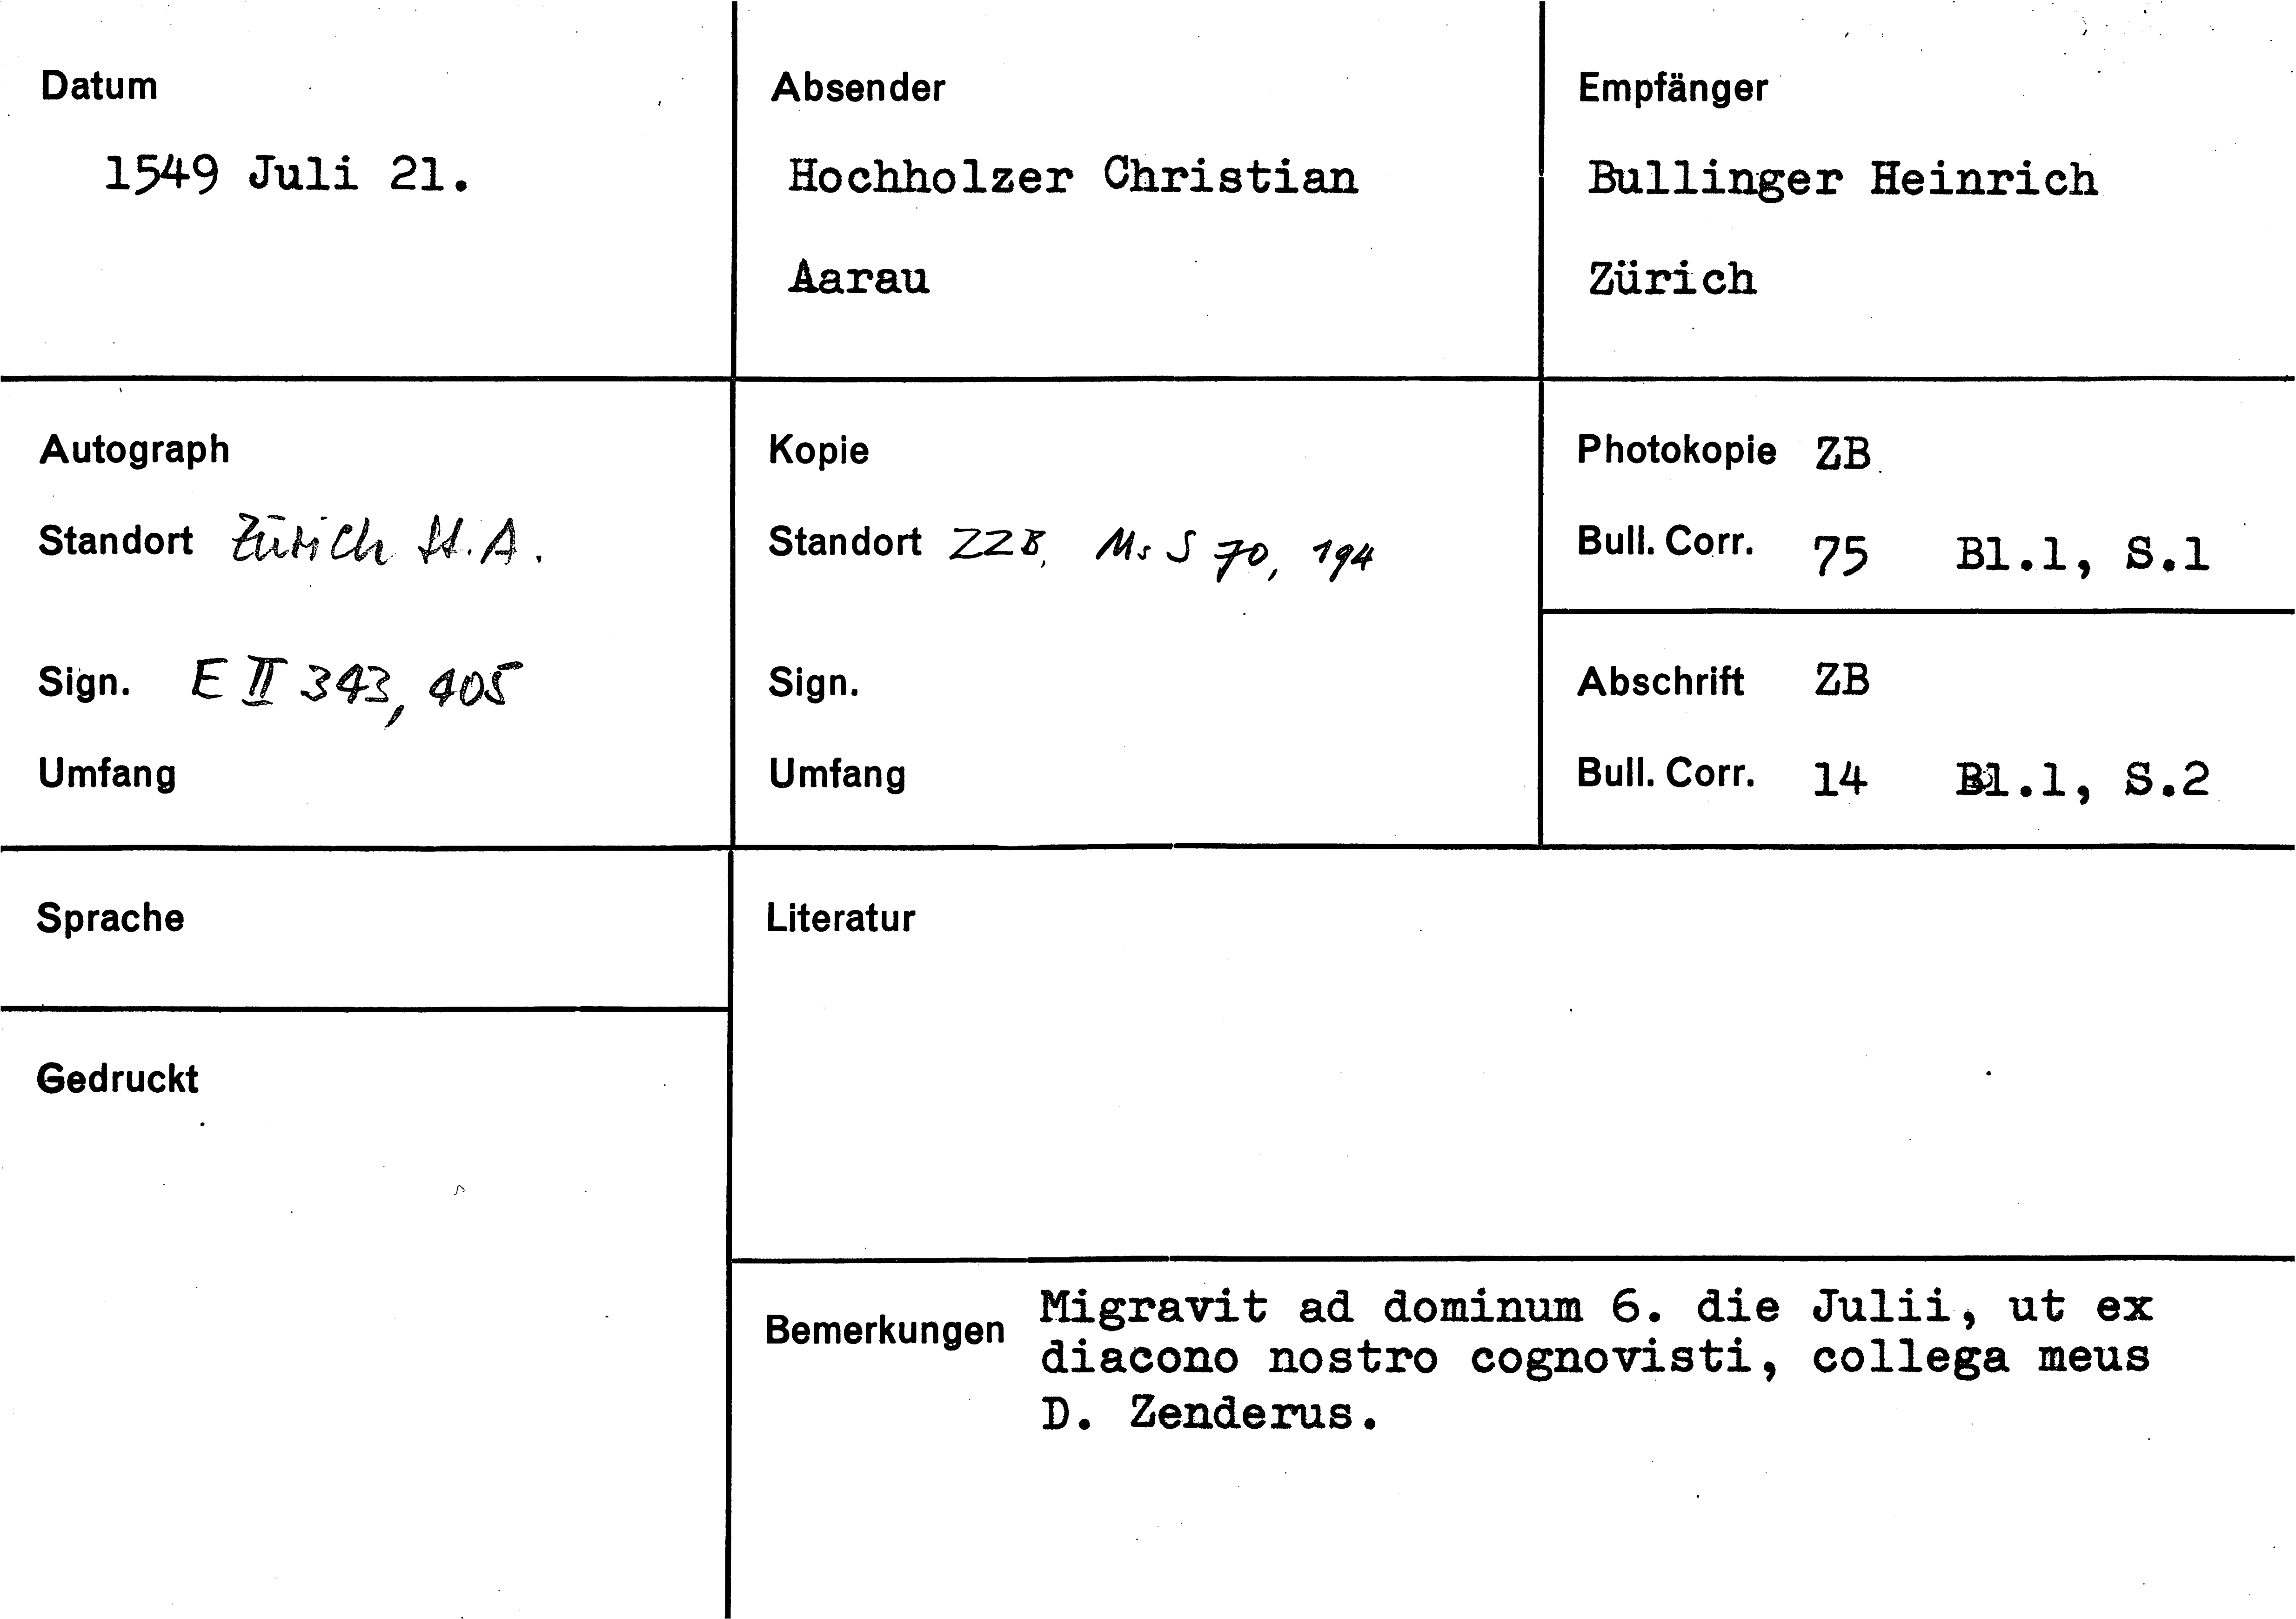 Datum
1549 Juli 21.
Absender
Hochholzer Christian
Aarau
Empfänger
Bullinger Heinrich
Zürich
Autograph
Standort Zürich St.A.
Sign. E II 343, 405
Umfang
Kopie
Standort ZZB, Ms S 70, 194
Sign.
Umfang
Photokopie ZB
Bull. Corr. 75 Bl.1, S.1
Abschrift ZB
Bull. Corr. 14 Bl.1, S.2
Sprache
Literatur
Gedruckt
Bemerkungen Migravit ad dominum 6. die Julii, ut ex
diacono nostro cognovisti, collega meus
D. Zenderus.